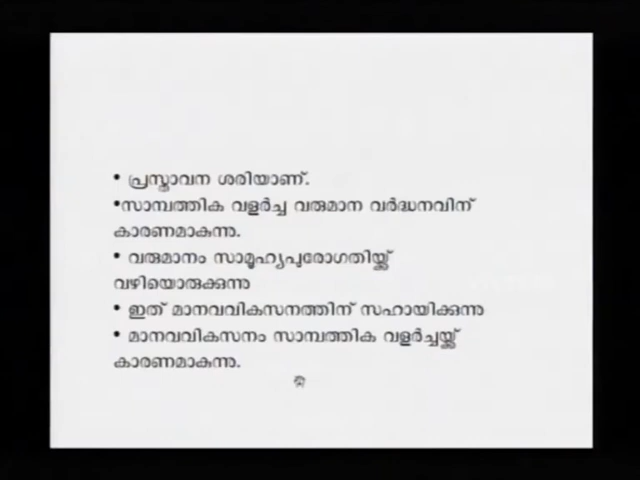 • പ്രസ്താവന ശരിയാണ്.
•സാമ്പത്തിക വളർച്ച വരുമാന വർദ്ധനവിന്
കാരണമാകുന്നു.
• വരുമാനം സാമൂഹ്യപുരോഗതിയ്ക്ക്
വഴിയൊരുക്കുന്നു
• ഇത് മാനവവികസനത്തിന് സഹായിക്കുന്നു
• മാനവവികസനം സാമ്പത്തിക വളർച്ചയ്ക്ക്
കാരണമാകുന്നു.